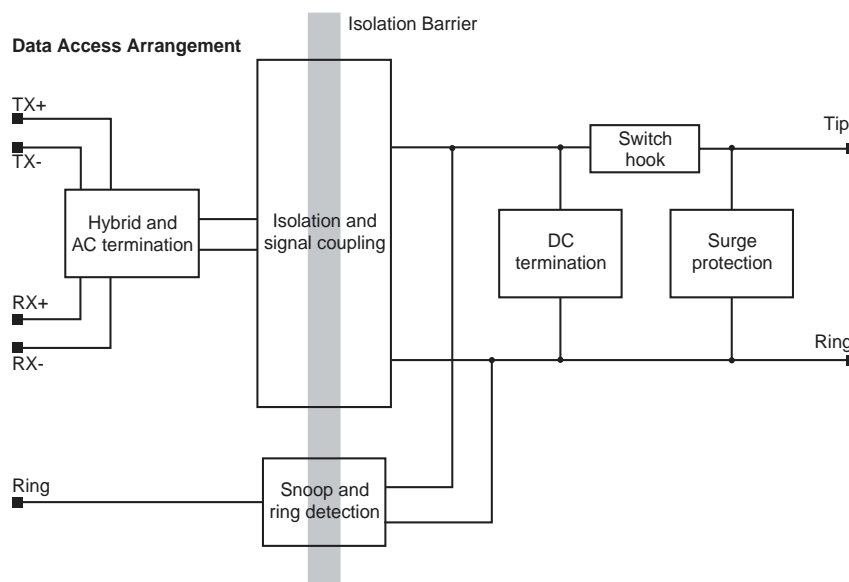 Isolation Barrier
Data Access Arrangement
TX+
TX-
Hybrid and
AC termination
RX+
RX-
Isolation and
signal coupling
Switch
hook
Tip
DC
termination
Surge
protection
Ring
Ring
Snoop and
ring detection